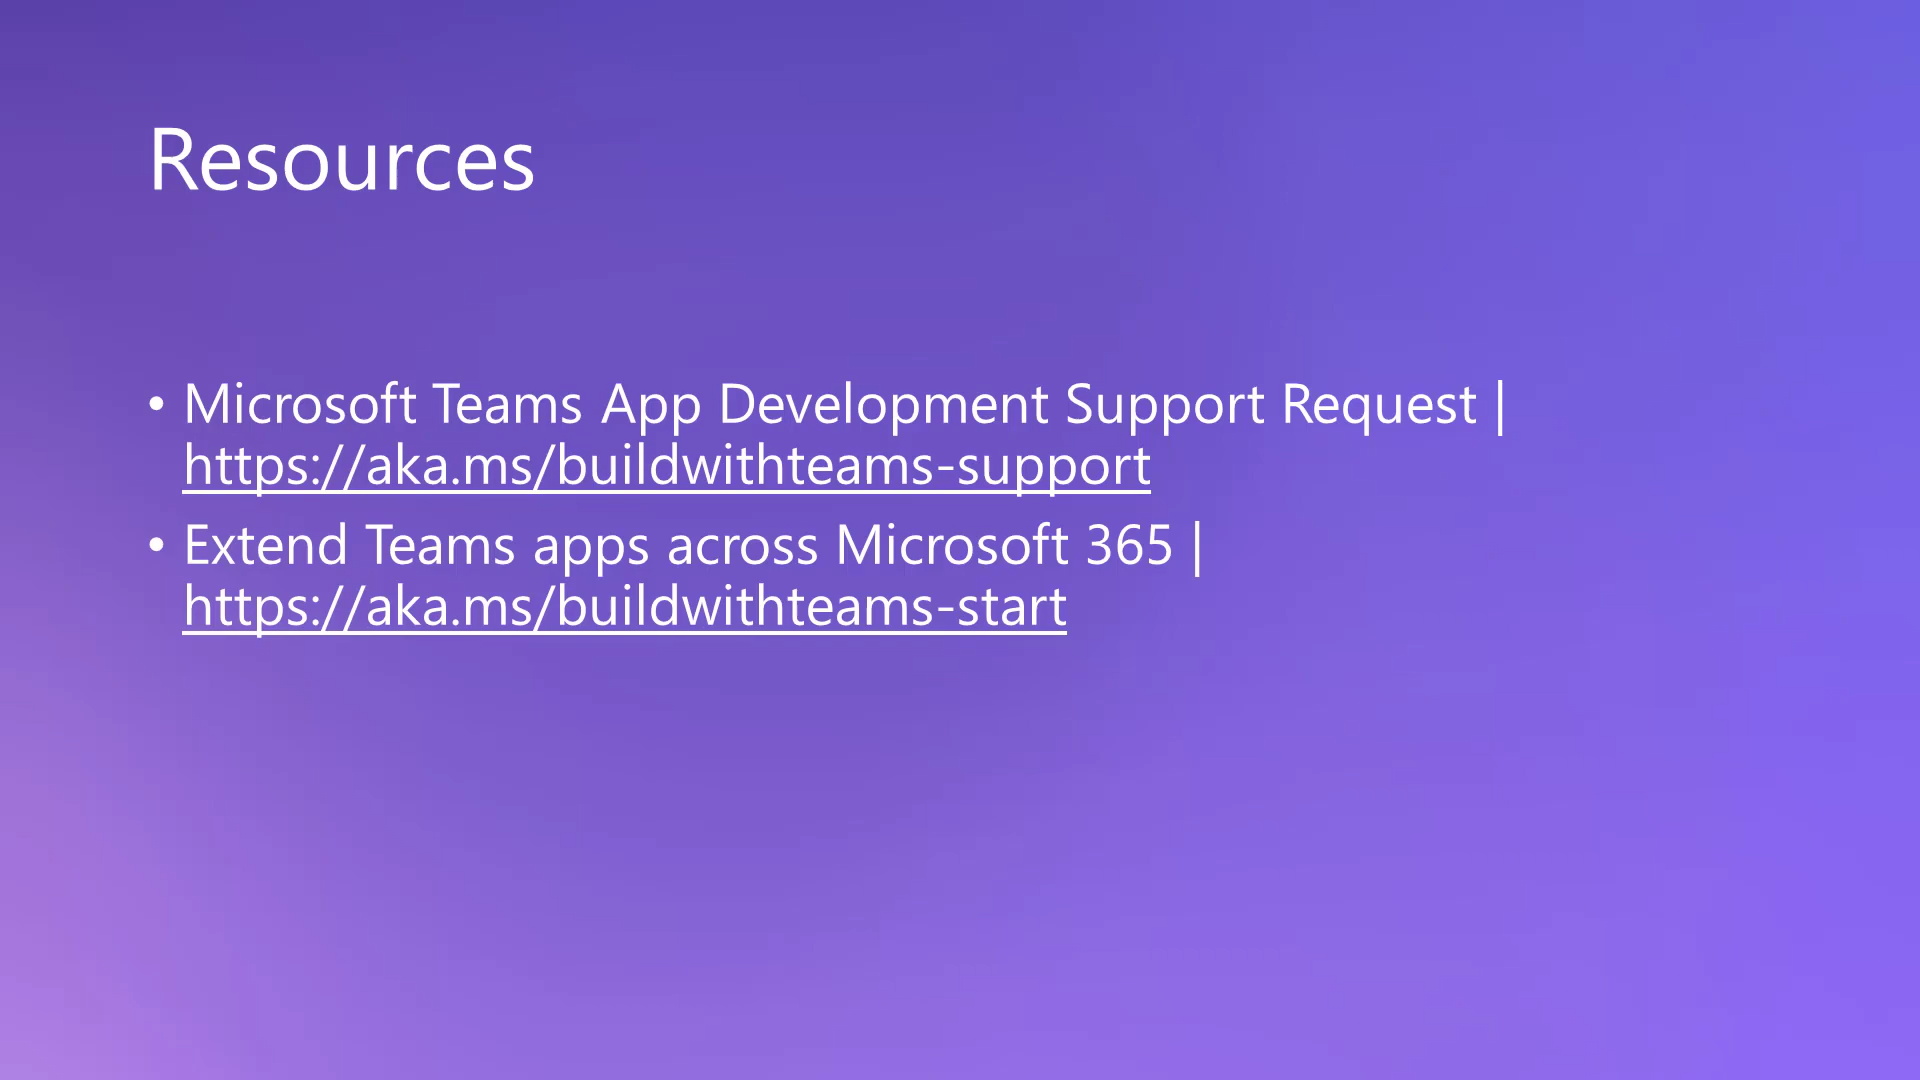 Resources
• Microsoft Teams App Development Support Request |
https://aka.ms/buildwithteams-support
• Extend Teams apps across Microsoft 365 |
https://aka.ms/buildwithteams-start